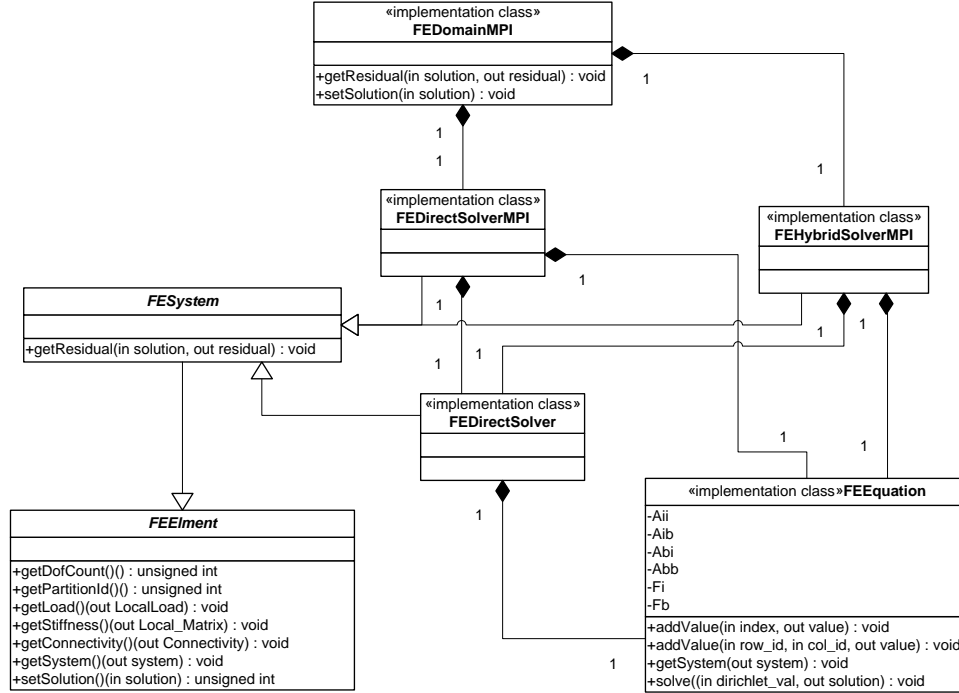 «implementation class»
FEDomainMPI
+getResidual(in solution, out residual) : void
+setSolution(in solution) : void
1
1
1
1
«implementation class»
FEDirectSolverMPI
«implementation class»
FEHybridSolverMPI
1
1
1
1
FESystem
+getResidual(in solution, out residual) : void
1
1
«implementation class»
FEDirectSolver
1
1
1
«implementation class»FEEquation
-Aii
-Aib
-Abi
-Abb
-Fi
-Fb
+addValue(in index, out value) : void
+addValue(in row_id, in col_id, out value) : void
+getSystem(out system) : void
+solve((in dirichlet_val, out solution) : void
FEElment
+getDofCount()() : unsigned int
+getPartitionId()() : unsigned int
+getLoad()(out LocalLoad) : void
+getStiffness()(out Local_Matrix) : void
+getConnectivity()(out Connectivity) : void
+getSystem()(out system) : void
+setSolution()(in solution) : unsigned int
1